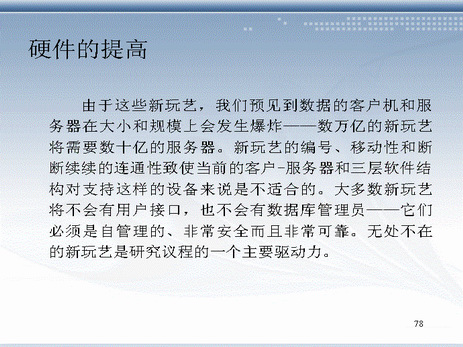 硬件的提高
由于这些新玩艺，我们预见到数据的客户机和服
务器在大小和规模上会发生爆炸——数万亿的新玩艺
将需要数十亿的服务器。新玩艺的编号、移动性和断
断续续的连通性致使当前的客户-服务器和三层软件结
构对支持这样的设备来说是不适合的。大多数新玩艺
将不会有用户接口，也不会有数据库管理员——它们
必须是自管理的、非常安全而且非常可靠。无处不在
的新玩艺是研究议程的一个主要驱动力。
78